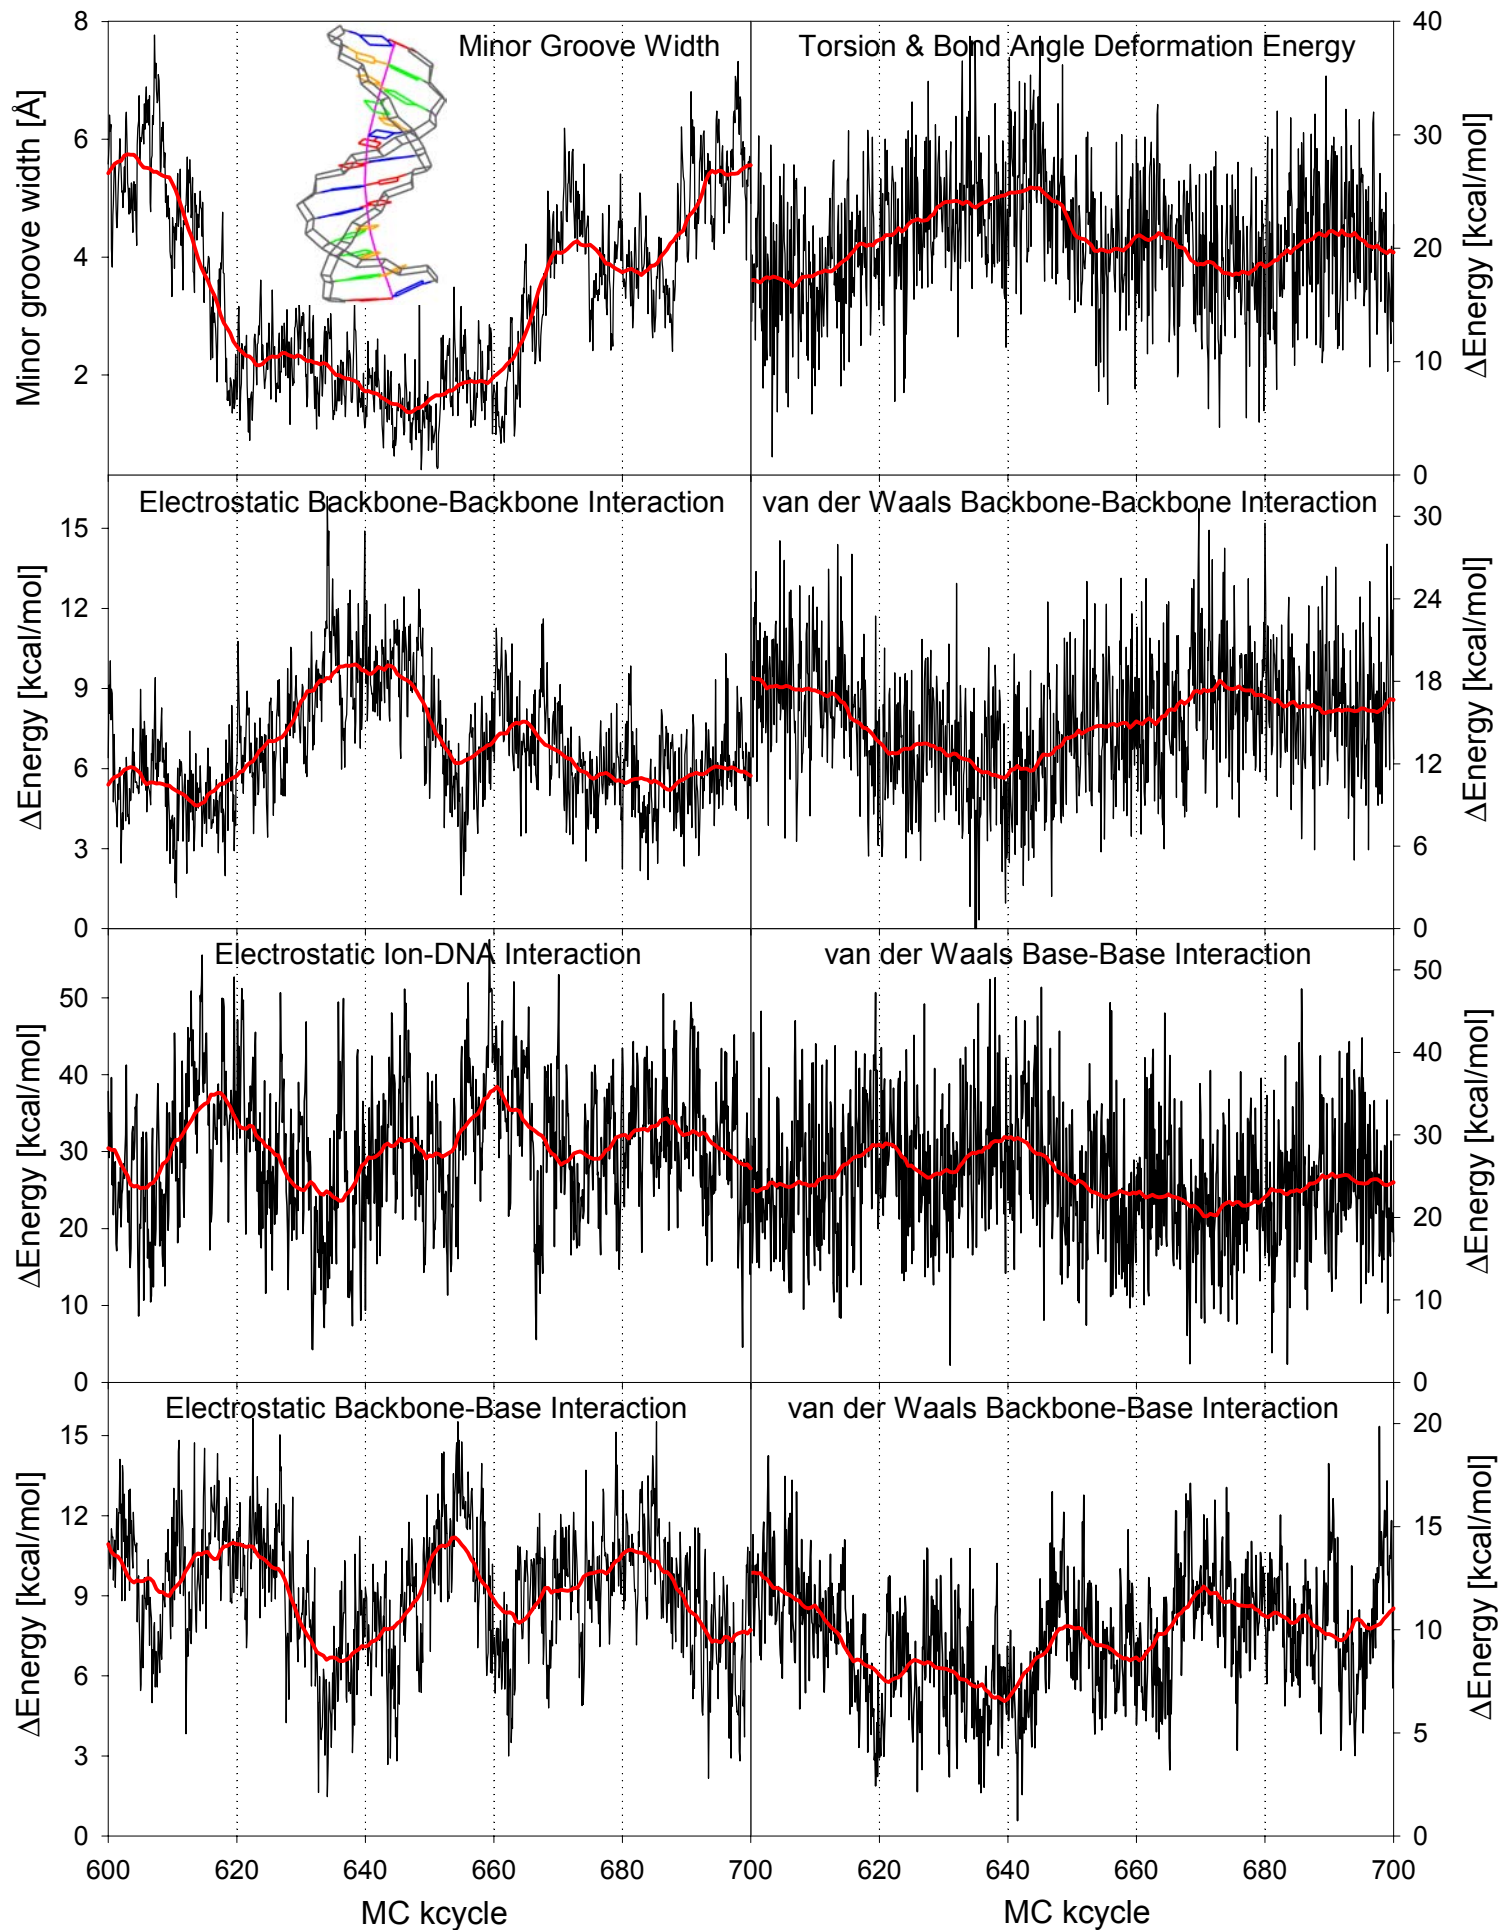 Minor Groove Width
Minor groove width [Å]
8
6
4
2
Torsion & Bond Angle Deformation Energy
40
30
20
10
0
ΔEnergy [kcal/mol]
Electrostatic Backbone-Backbone Interaction
ΔEnergy [kcal/mol]
15
12
9
6
3
0
van der Waals Backbone-Backbone Interaction
30
24
18
12
6
0
ΔEnergy [kcal/mol]
Electrostatic Ion-DNA Interaction
ΔEnergy [kcal/mol]
50
40
30
20
10
0
van der Waals Base-Base Interaction
50
40
30
20
10
0
ΔEnergy [kcal/mol]
Electrostatic Backbone-Base Interaction
ΔEnergy [kcal/mol]
15
12
9
6
3
0
van der Waals Backbone-Base Interaction
20
15
10
5
0
ΔEnergy [kcal/mol]
600 620 640 660 680 700 620 640 660 680 700
MC kcycle MC kcycle